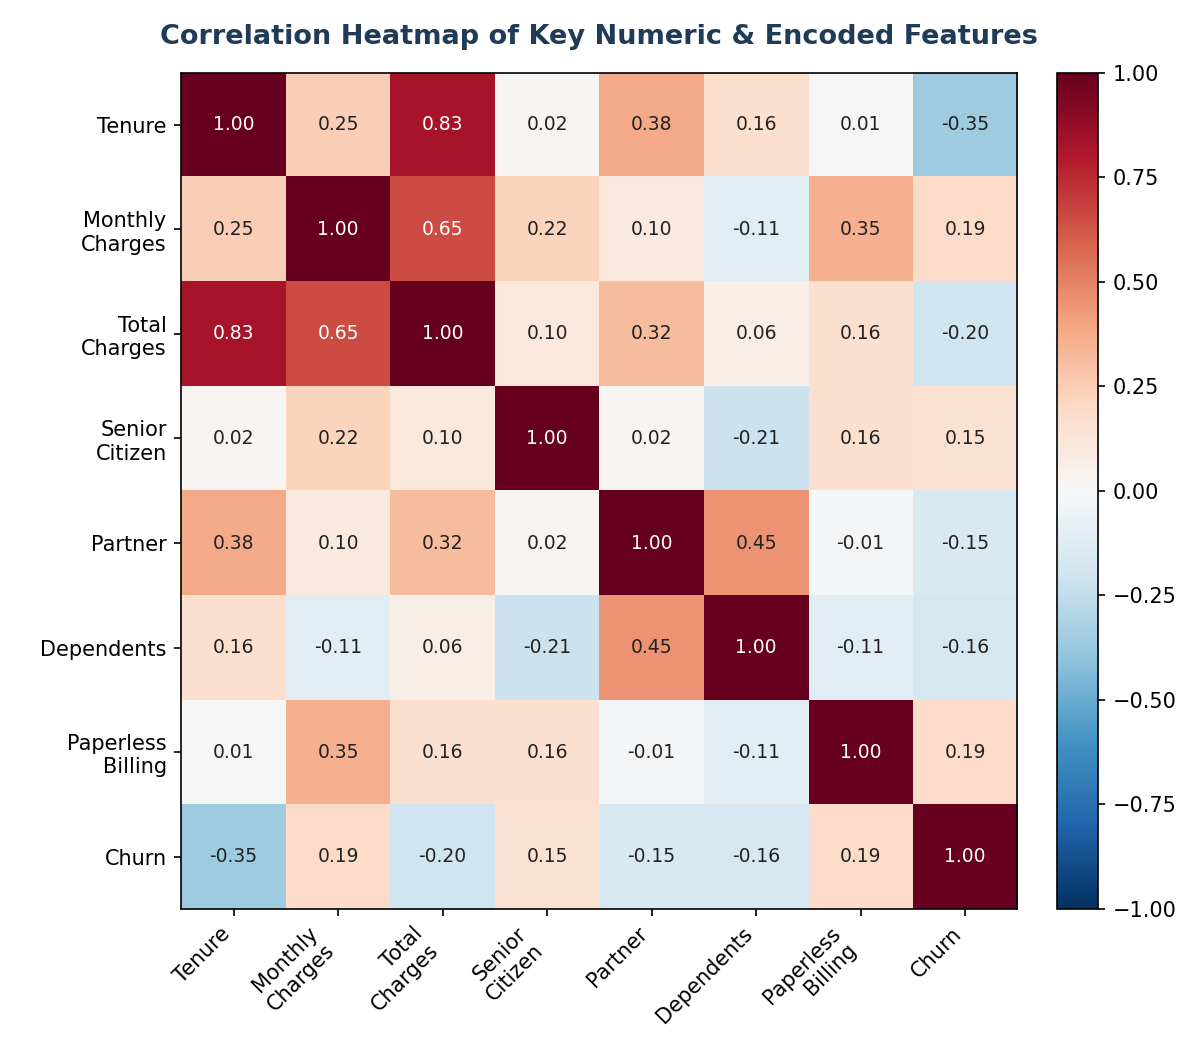 Correlation Heatmap of Key Numeric & Encoded Features
Tenure 1.00 0.25 0.83 0.02 0.38 0.16 0.01 -0.35
Monthly
Charges 0.25 1.00 0.65 0.22 0.10 -0.11 0.35 0.19
Total
Charges 0.83 0.65 1.00 0.10 0.32 0.06 0.16 -0.20
Senior
Citizen 0.02 0.22 0.10 1.00 0.02 -0.21 0.16 0.15
Partner 0.38 0.10 0.32 0.02 1.00 0.45 -0.01 -0.15
Dependents 0.16 -0.11 0.06 -0.21 0.45 1.00 -0.11 -0.16
Paperless
Billing 0.01 0.35 0.16 0.16 -0.01 -0.11 1.00 0.19
Churn -0.35 0.19 -0.20 0.15 -0.15 -0.16 0.19 1.00
Tenure
Monthly
Charges
Total
Charges
Senior
Citizen
Partner
Dependents
Paperless
Billing
Churn
1.00
0.75
0.50
0.25
0.00
−0.25
−0.50
−0.75
−1.00